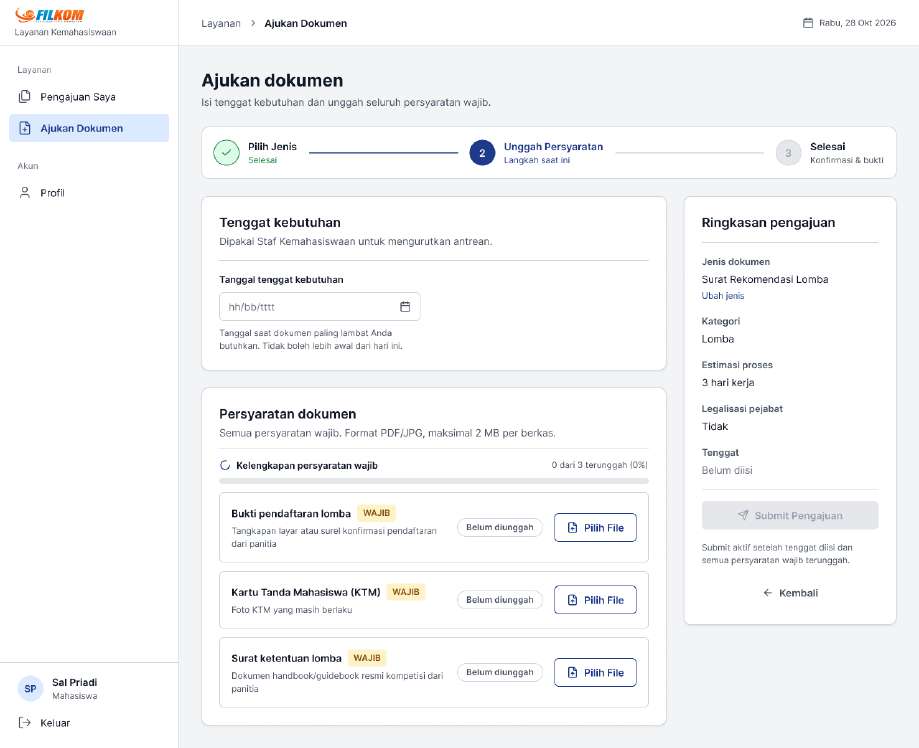 FILKOM
Layanan Kemahasiswaan
Layanan
Pengajuan Saya
Ajukan Dokumen
Akun
Profil
SP
Sal Priadi
Mahasiswa
Keluar
Layanan > Ajukan Dokumen
Rabu, 28 Okt 2026
Ajukan dokumen
Isi tenggat kebutuhan dan unggah seluruh persyaratan wajib.
Pilih Jenis
Selesai
2
Unggah Persyaratan
Langkah saat ini
3
Selesai
Konfirmasi & bukti
Tenggat kebutuhan
Dipakai Staf Kemahasiswaan untuk mengurutkan antrean.
Tanggal tenggat kebutuhan
hh/bb/tttt
Tanggal saat dokumen paling lambat Anda
butuhkan. Tidak boleh lebih awal dari hari ini.
Persyaratan dokumen
Semua persyaratan wajib. Format PDF/JPG, maksimal 2 MB per berkas.
Kelengkapan persyaratan wajib
0 dari 3 terunggah (0%)
Bukti pendaftaran lomba WAJIB
Tangkapan layar atau surel konfirmasi pendaftaran
dari panitia
Belum diunggah
Pilih File
Kartu Tanda Mahasiswa (KTM) WAJIB
Foto KTM yang masih berlaku
Belum diunggah
Pilih File
Surat ketentuan lomba WAJIB
Dokumen handbook/guidebook resmi kompetisi dari
panitia
Belum diunggah
Pilih File
Ringkasan pengajuan
Jenis dokumen
Surat Rekomendasi Lomba
Ubah jenis
Kategori
Lomba
Estimasi proses
3 hari kerja
Legalisasi pejabat
Tidak
Tenggat
Belum diisi
Submit Pengajuan
Submit aktif setelah tenggat diisi dan
semua persyaratan wajib terunggah.
Kembali